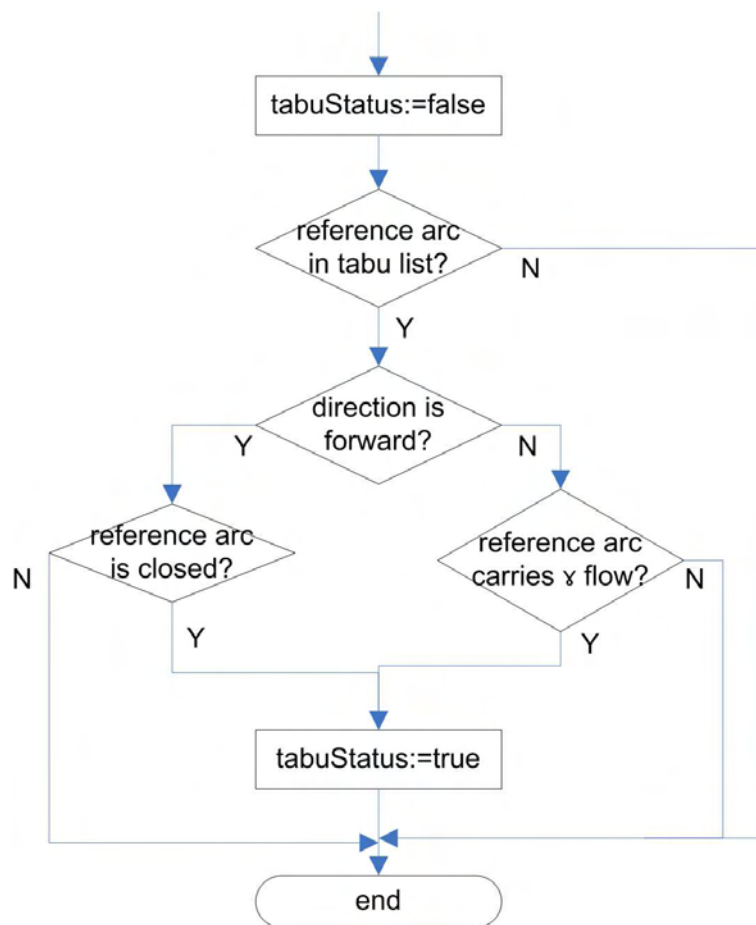 tabuStatus:=false
reference arc
in tabu list?
N
Y
direction is
forward?
Y
N
reference arc
is closed?
N
Y
reference arc
carries ɤ flow?
N
Y
tabuStatus:=true
end